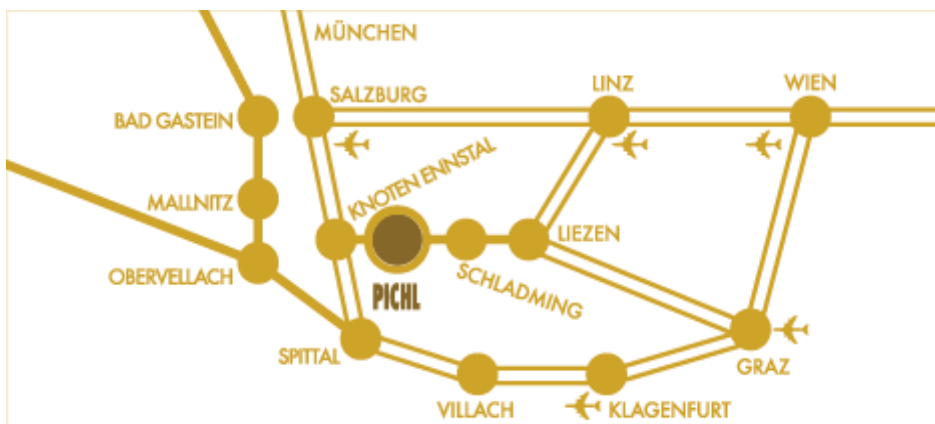 MÜNCHEN
SALZBURG
LINZ
WIEN
BAD GASTEIN
KNOTEN ENNSTAL
MALLNITZ
LIEZEN
OBERVELLACH
SCHLADMING
PICHL
SPITTAL
GRAZ
VILLACH
KLAGENFURT